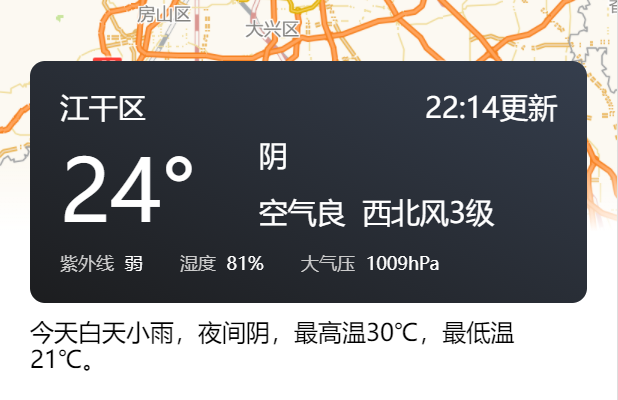 房山区
大兴区
江干区 22:14更新
24° 阴
空气良 西北风3级
紫外线 弱 湿度 81% 大气压 1009hPa
今天白天小雨，夜间阴，最高温30℃，最低温
21℃。